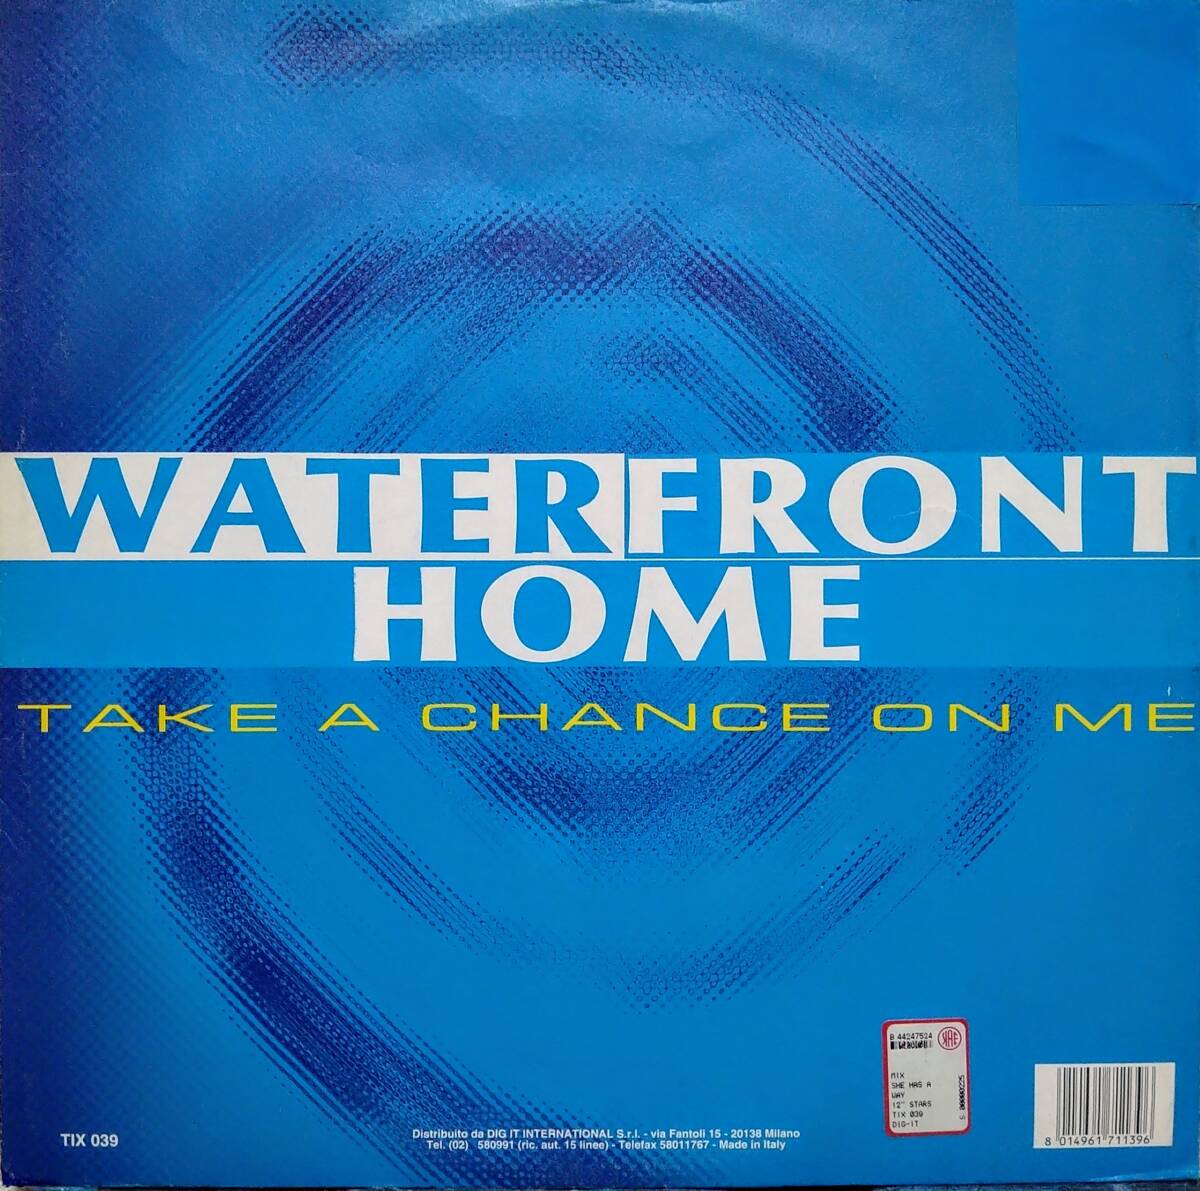 WATERFRONT
HOME
TAKE A CHANCE ON ME
B 44247524
MIX
SHE HAS A
WAY
12" STARS
TIX 039
DIG-IT
S 00000225
TIX 039
Distribuito da DIG IT INTERNATIONAL S.r.l. - via Fantoli 15 - 20138 Milano
Tel. (02) 580991 (ric. aut. 15 linee) - Telefax 58011767 - Made in Italy
8 014961 711396